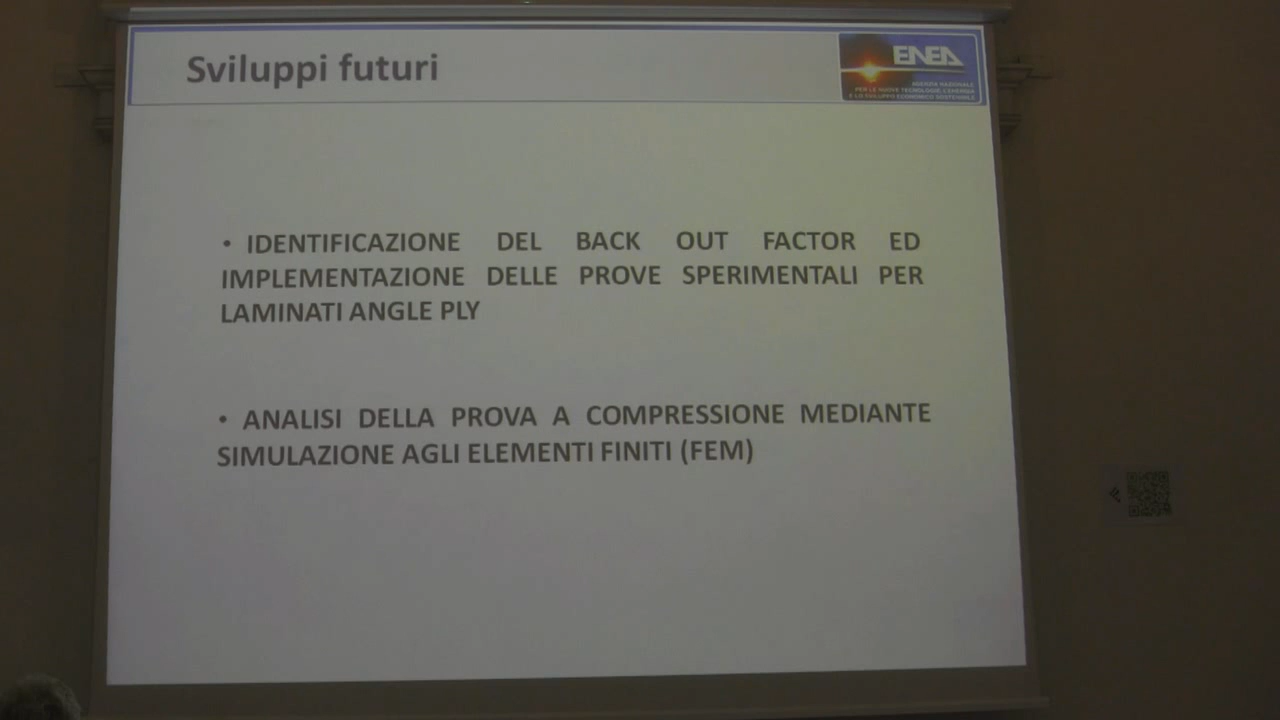 Sviluppi futuri
ENEA
AGENZIA NAZIONALE
PER LE NUOVE TECNOLOGIE, L'ENERGIA
E LO SVILUPPO ECONOMICO SOSTENIBILE
• IDENTIFICAZIONE DEL BACK OUT FACTOR ED
IMPLEMENTAZIONE DELLE PROVE SPERIMENTALI PER
LAMINATI ANGLE PLY
• ANALISI DELLA PROVA A COMPRESSIONE MEDIANTE
SIMULAZIONE AGLI ELEMENTI FINITI (FEM)